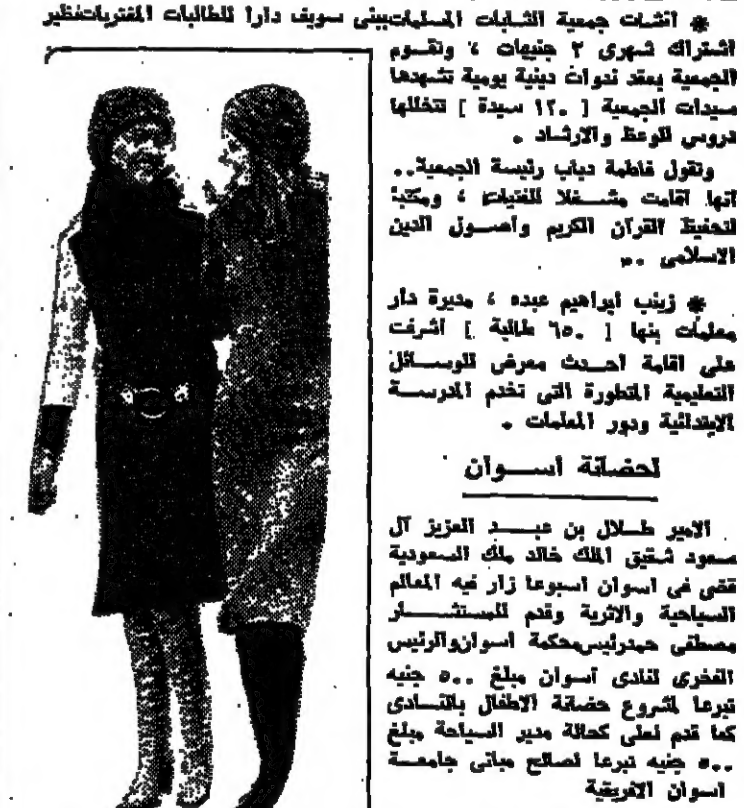 * انشات جمعية الشابات المسلمات ببنى سويف دارا للطالبات المغتربات نظير
اشتراك شهرى ٢ جنيهات ، وتقوم
الجمعية بعقد ندوات دينية يومية تشهدها
سيدات الجمعية [ ١٢٠ سيدة ] تتخللها
دروس للوعظ والارشاد .
وتقول فاطمة دياب رئيسة الجمعية..
انها اقامت مشغلا للفتيات ، ومكتبا
لتحفيظ القرآن الكريم وأصول الدين
الاسلامى ..
* زينب ابراهيم عبده ، مديرة دار
معلمات بنها [ ٦٥٠ طالبة ] أشرفت
على اقامة أحدث معرض للوسائل
التعليمية المتطورة التى تخدم المدرسة
الابتدائية ودور المعلمات .
لحضانة أسوان
الامير طلال بن عبد العزيز آل
سعود شقيق الملك خالد ملك السعودية
قضى فى اسوان اسبوعا زار فيه المعالم
السياحية والاثرية وقدم للمستشار
مصطفى حمد رئيس محكمة اسوان والرئيس
الفخرى لنادى أسوان مبلغ ٥٠٠ جنيه
تبرعا لمشروع حضانة الاطفال بالنادى
كما قدم لعلى كحالة مدير السياحة مبلغ
٥٠٠ جنيه تبرعا لصالح مبانى جامعة
اسوان الافريقية